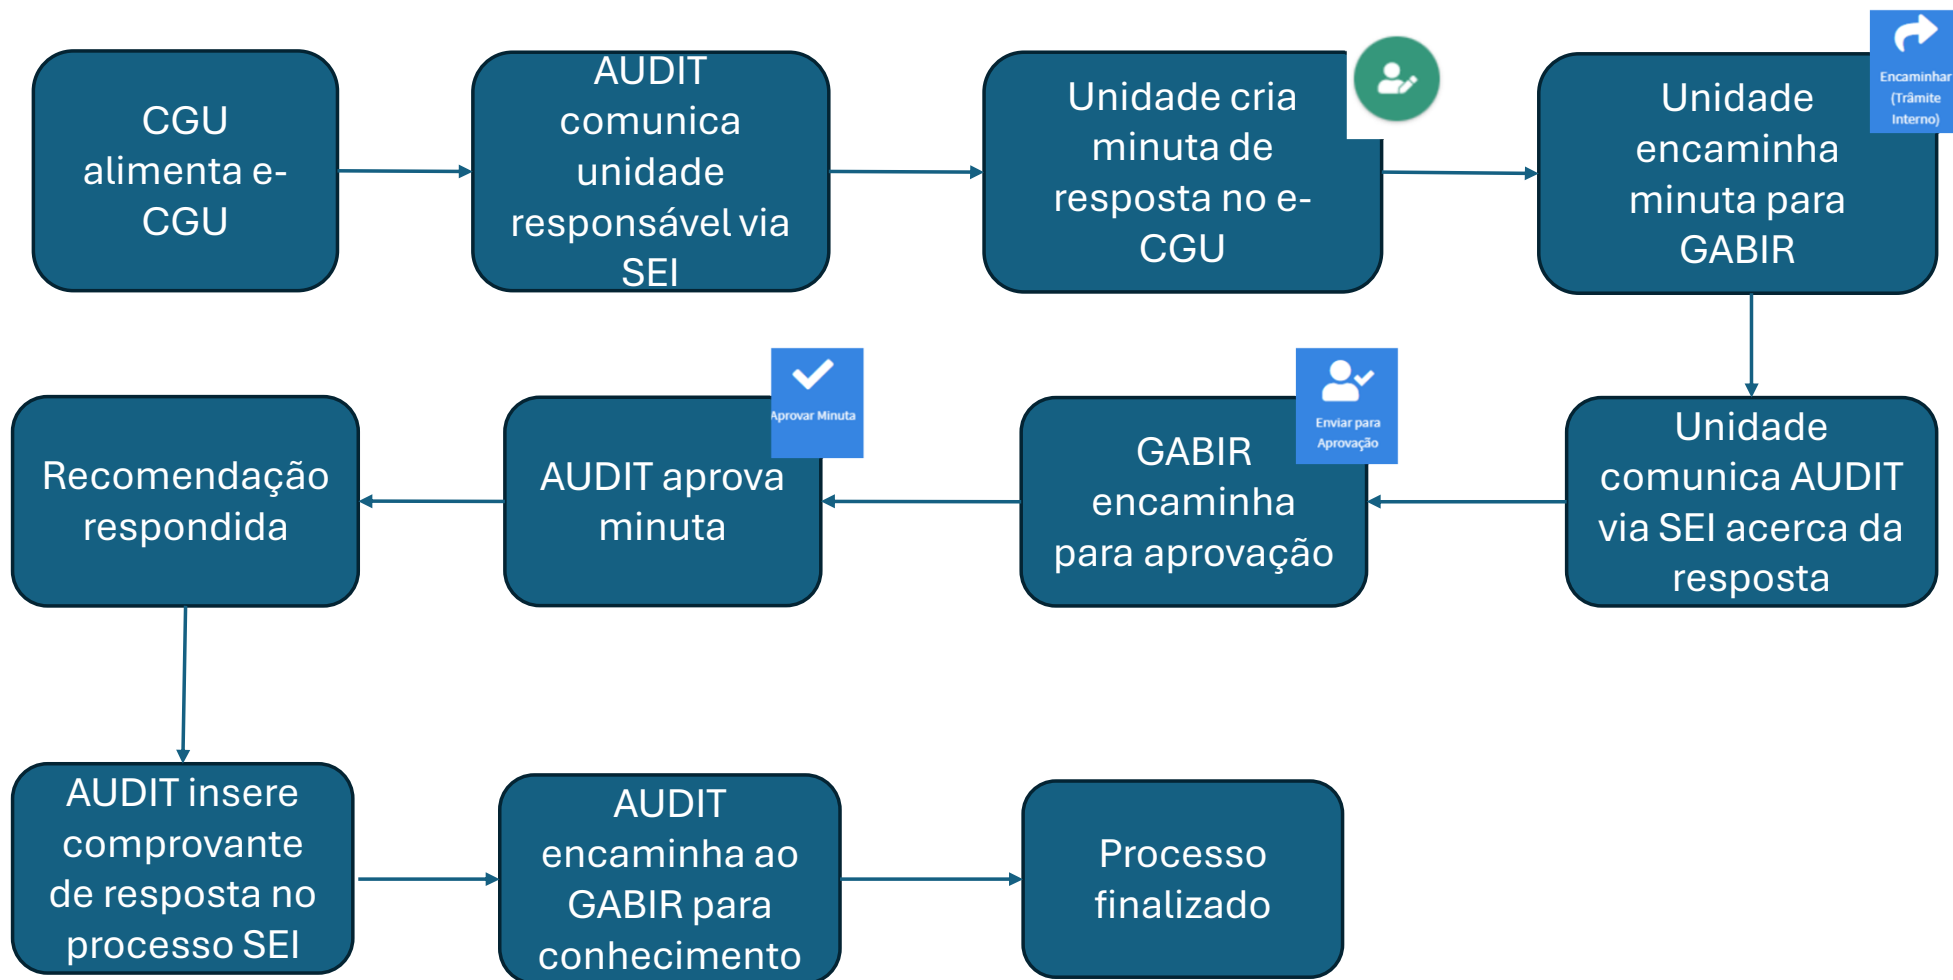 CGU
alimenta e-
CGU
AUDIT
comunica
unidade
responsável via
SEI
Unidade cria
minuta de
resposta no e-
CGU
Unidade
encaminha
minuta para
GABIR
Encaminhar
(Trâmite
Interno)
Unidade
comunica AUDIT
via SEI acerca da
resposta
GABIR
encaminha
para aprovação
Enviar para
Aprovação
AUDIT aprova
minuta
Aprovar Minuta
Recomendação
respondida
AUDIT insere
comprovante
de resposta no
processo SEI
AUDIT
encaminha ao
GABIR para
conhecimento
Processo
finalizado